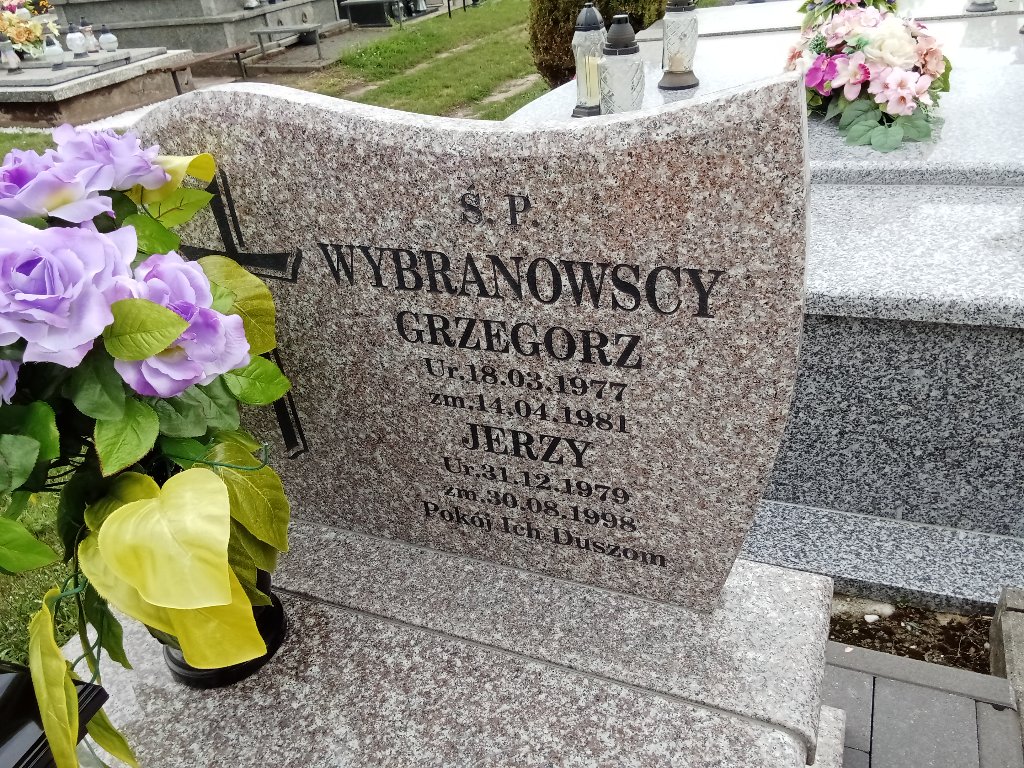 Ś. P.
WYBRANOWSCY
GRZEGORZ
Ur.18.03.1977
zm.14.04.1981
JERZY
Ur.31.12.1979
zm.30.08.1998
Pokój Ich Duszom